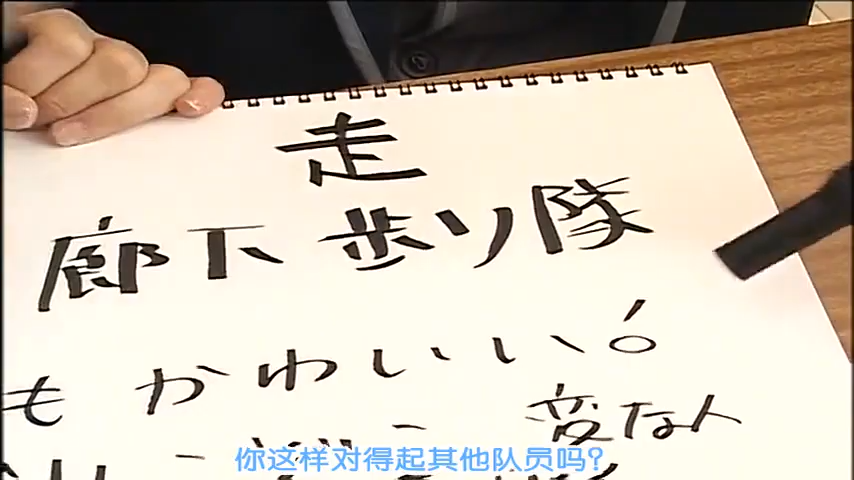 走
廊下歩り隊
もかわいい!
変な人
你这样对得起其他队员吗?